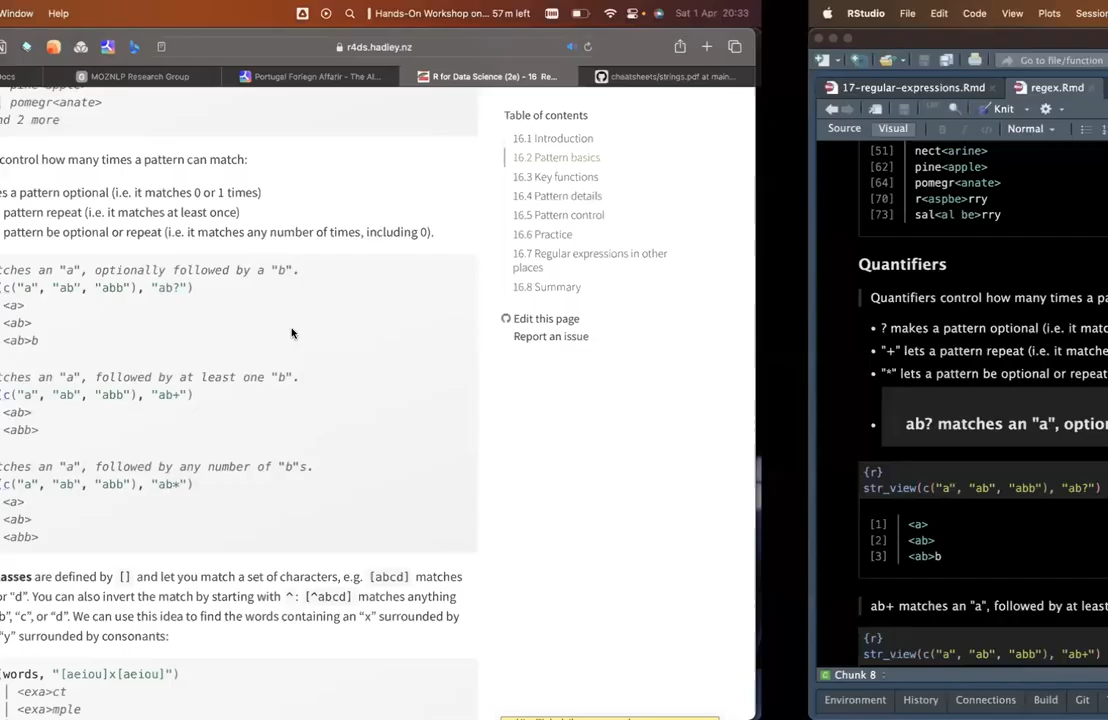 Window Help
Hands-On Workshop on... 57 m left
Sat 1 Apr 20:33
r4ds.hadley.nz
MOZNLP Research Group
Portugal Foriegn Affarir - The AI...
R for Data Science (2e) - 16 Re...
cheatsheets/strings.pdf at main...
pomegr<anate>
nd 2 more
control how many times a pattern can match:
es a pattern optional (i.e. it matches 0 or 1 times)
pattern repeat (i.e. it matches at least once)
pattern be optional or repeat (i.e. it matches any number of times, including 0).
tches an "a", optionally followed by a "b".
(c("a", "ab", "abb"), "ab?")
<a>
<ab>
<ab>b
tches an "a", followed by at least one "b".
(c("a", "ab", "abb"), "ab+")
<ab>
<abb>
tches an "a", followed by any number of "b"s.
(c("a", "ab", "abb"), "ab*")
<a>
<ab>
<abb>
asses are defined by [] and let you match a set of characters, e.g. [abcd] matches
or "d". You can also invert the match by starting with ^: [^abcd] matches anything
b", "c", or "d". We can use this idea to find the words containing an "x" surrounded by
"y" surrounded by consonants:
(words, "[aeiou]x[aeiou]")
| <exa>ct
| <exa>mple
Table of contents
16.1 Introduction
16.2 Pattern basics
16.3 Key functions
16.4 Pattern details
16.5 Pattern control
16.6 Practice
16.7 Regular expressions in other
places
16.8 Summary
Edit this page
Report an issue
RStudio File Edit Code View Plots Session
Go to file/function
17-regular-expressions.Rmd
regex.Rmd
Knit
Source Visual
B I
Normal
[51] | nect<arine>
[62] | pine<apple>
[64] | pomegr<anate>
[70] | r<aspbe>rry
[73] | sal<al be>rry
Quantifiers
Quantifiers control how many times a pa
• ? makes a pattern optional (i.e. it matc
• "+" lets a pattern repeat (i.e. it matche
• "*" lets a pattern be optional or repeat
• ab? matches an "a", optio
{r}
str_view(c("a", "ab", "abb"), "ab?")
[1] | <a>
[2] | <ab>
[3] | <ab>b
ab+ matches an "a", followed by at leas
{r}
str_view(c("a", "ab", "abb"), "ab+")
Chunk 8
Environment History Connections Build Git